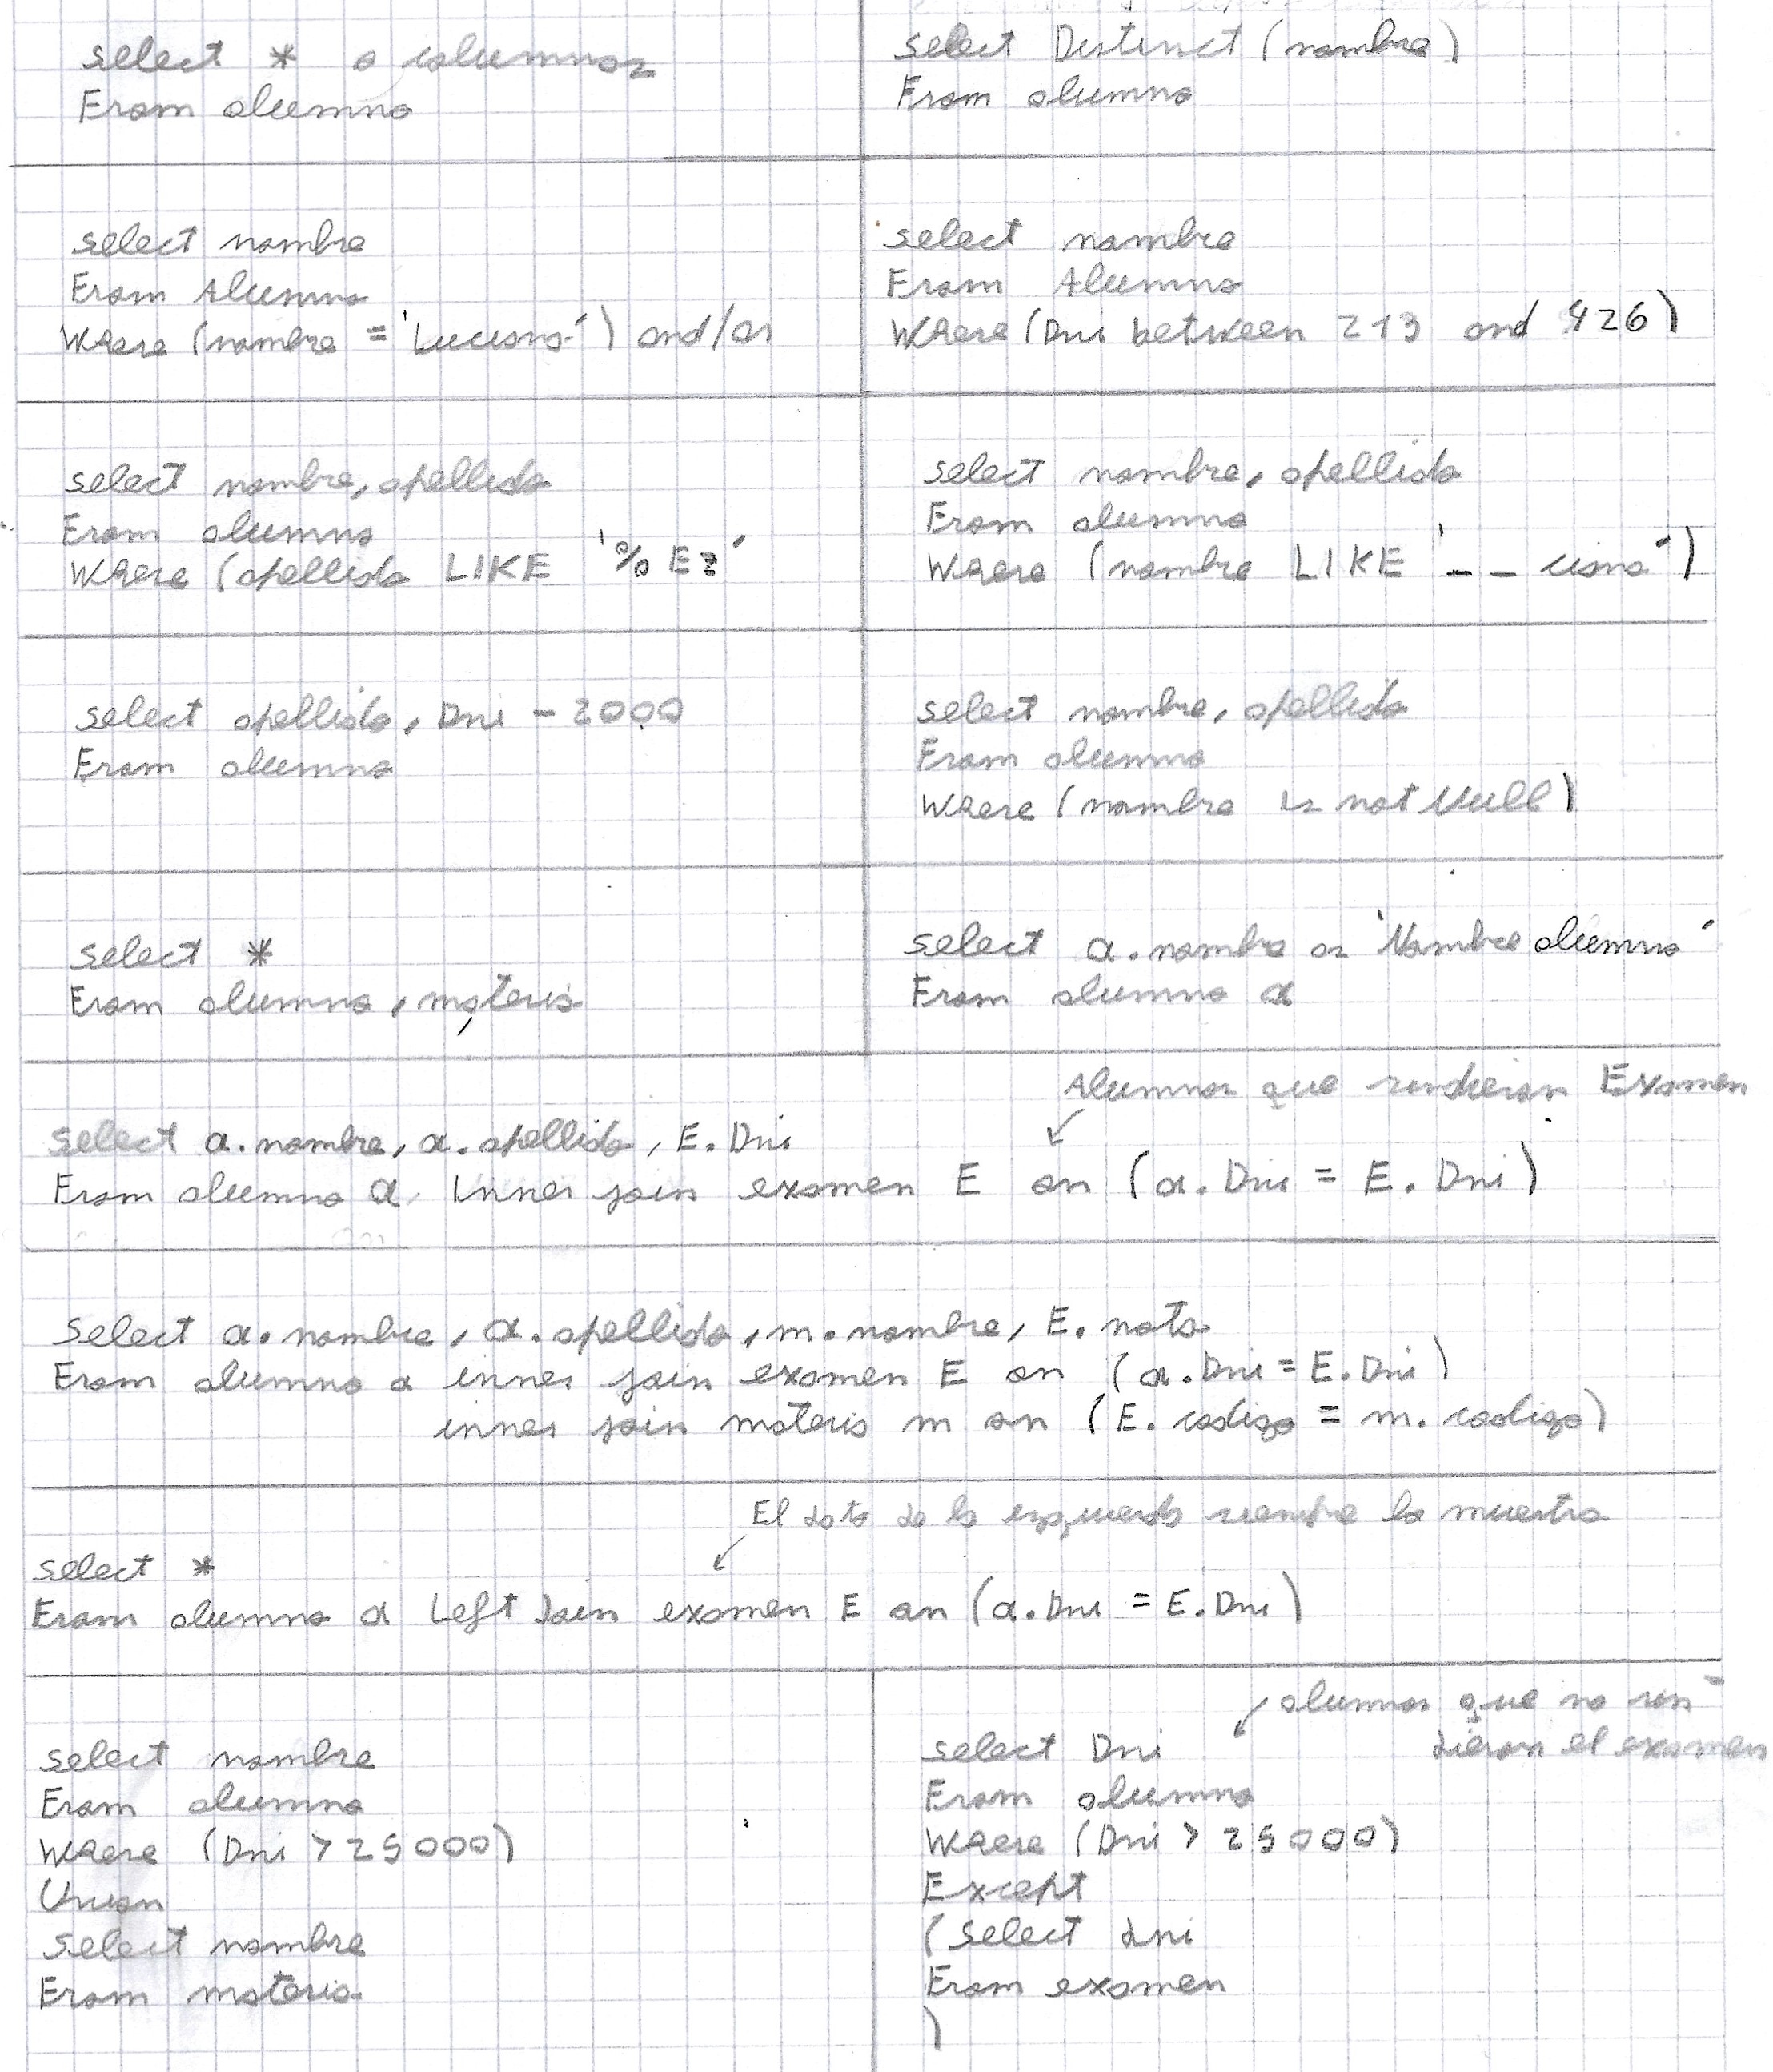 select * o columnas
From alumno
select Distinct (nombre)
From alumno
select nombre
From Alumno
Where (nombre = 'Luciano') and/or
select nombre
From Alumno
Where (Dni between 213 and 426)
select nombre, apellido
From alumno
Where (apellido LIKE '%Ez'
select nombre, apellido
From alumno
Where (nombre LIKE '_ _ ciano')
select apellido, Dni - 2000
From alumno
select nombre, apellido
From alumno
Where (nombre Is not Null)
select *
From alumno, materia
select a.nombre as 'Nombre alumno'
From alumno a
Alumnos que rindieron Examen
select a.nombre, a.apellido, E.Dni
From alumno a Inner join examen E on (a.Dni = E.Dni)
select a.nombre, a.apellido, m.nombre, E.nota
From alumno a inner join examen E on (a.Dni = E.Dni)
inner join materia m on (E.codigo = m.codigo)
El dato de la izquierda siempre lo muestra
select *
From alumno a Left Join examen E on (a.Dni = E.Dni)
select nombre
From alumno
Where (Dni > 25000)
Union
select nombre
From materia
alumnos que no ren-
dieron el examen
select Dni
From alumno
Where (Dni > 25000)
Except
(select dni
From examen
)